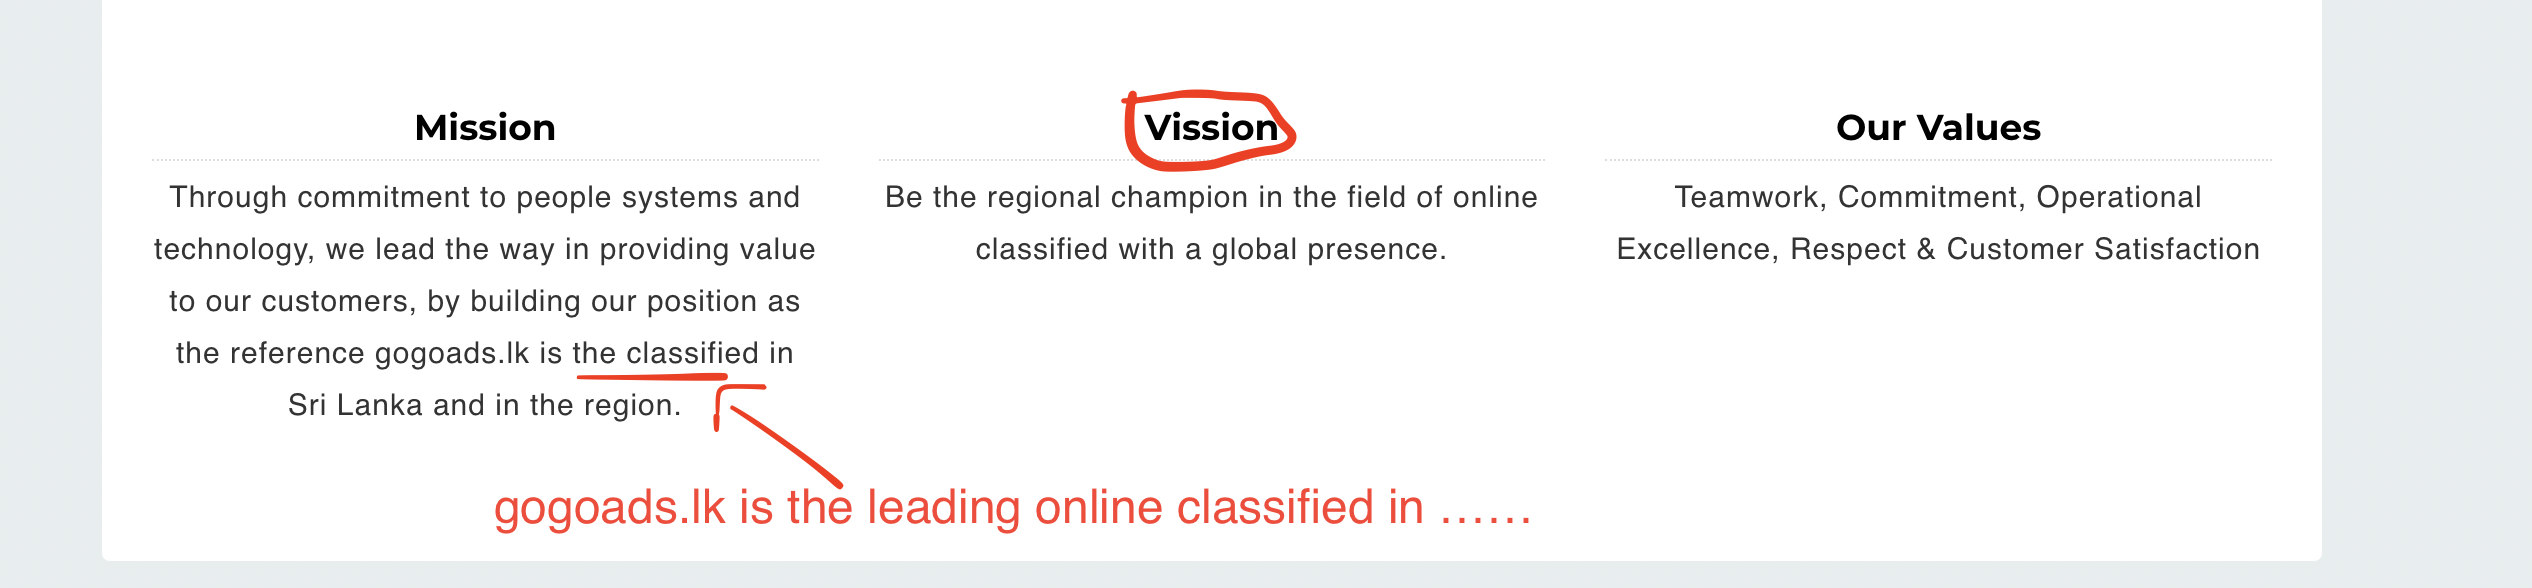 Mission
Through commitment to people systems and
technology, we lead the way in providing value
to our customers, by building our position as
the reference gogoads.lk is the classified in
Sri Lanka and in the region.
Vission
Be the regional champion in the field of online
classified with a global presence.
Our Values
Teamwork, Commitment, Operational
Excellence, Respect & Customer Satisfaction
gogoads.lk is the leading online classified in ......